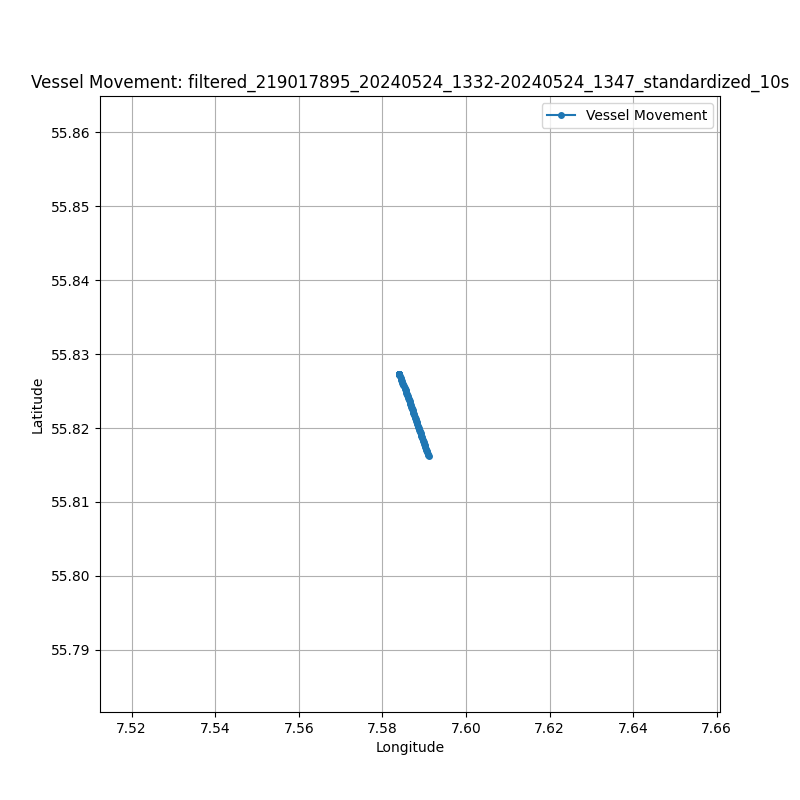 Vessel Movement: filtered_219017895_20240524_1332-20240524_1347_standardized_10s
Vessel Movement
55.86
55.85
55.84
55.83
55.82
55.81
55.80
55.79
Latitude
7.52 7.54 7.56 7.58 7.60 7.62 7.64 7.66
Longitude